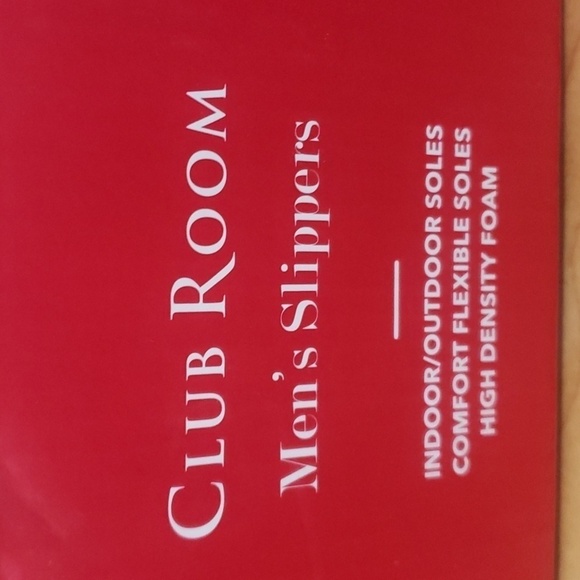 CLUB ROOM
Men's Slippers
INDOOR/OUTDOOR SOLES
COMFORT FLEXIBLE SOLES
HIGH DENSITY FOAM